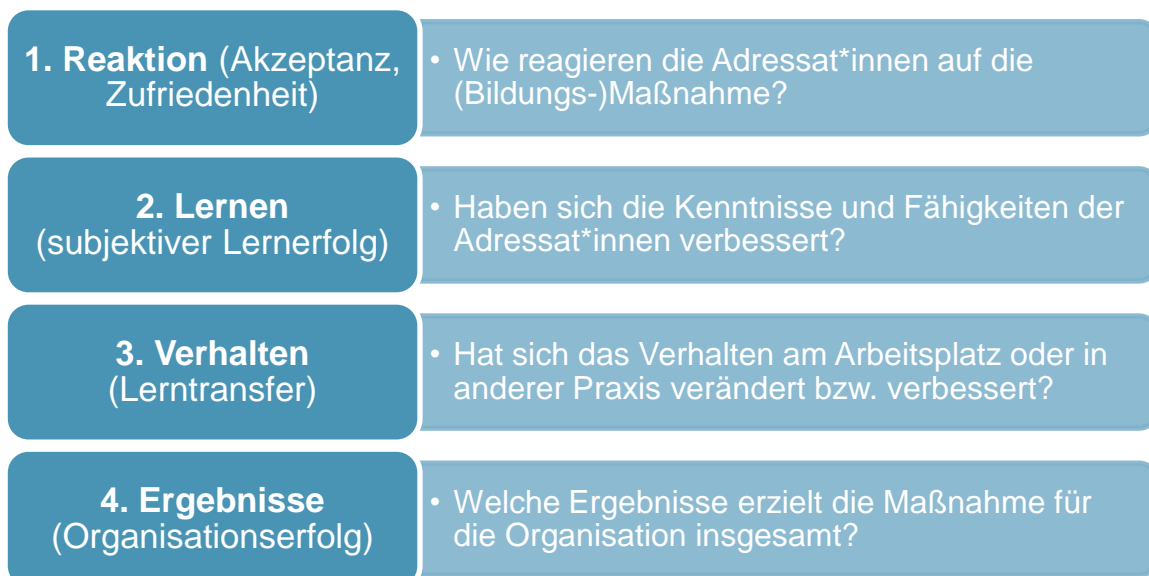 1. Reaktion (Akzeptanz,
Zufriedenheit)
• Wie reagieren die Adressat*innen auf die
(Bildungs-)Maßnahme?
2. Lernen
(subjektiver Lernerfolg)
• Haben sich die Kenntnisse und Fähigkeiten der
Adressat*innen verbessert?
3. Verhalten
(Lerntransfer)
• Hat sich das Verhalten am Arbeitsplatz oder in
anderer Praxis verändert bzw. verbessert?
4. Ergebnisse
(Organisationserfolg)
• Welche Ergebnisse erzielt die Maßnahme für
die Organisation insgesamt?